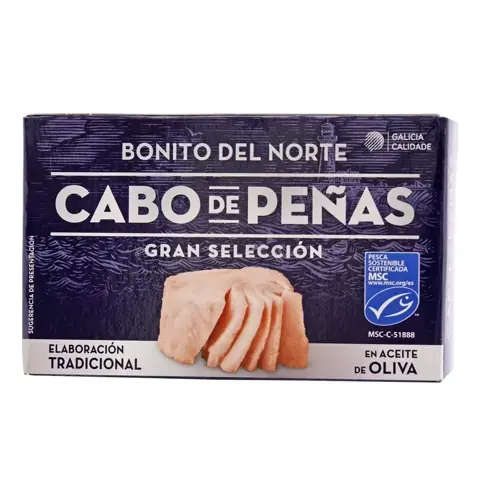 GALICIA
CALIDADE
BONITO DEL NORTE
CABO DE PEÑAS
GRAN SELECCIÓN
SUGERENCIA DE PRESENTACIÓN
PESCA
SOSTENIBLE
CERTIFICADA
MSC
www.msc.org/es
MSC-C-51888
ELABORACIÓN
TRADICIONAL
EN ACEITE
DE OLIVA